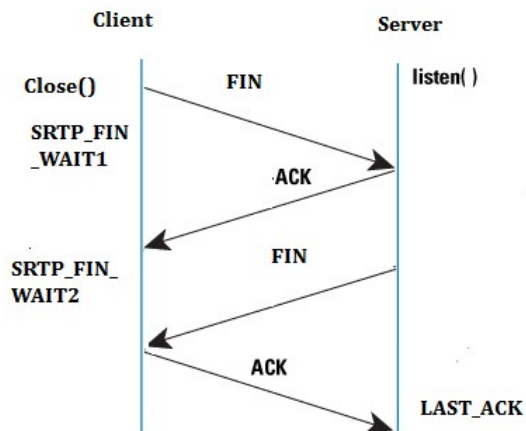 Client
Server
Close()
FIN
listen( )
SRTP_FIN
_WAIT1
ACK
FIN
SRTP_FIN_
WAIT2
ACK
LAST_ACK